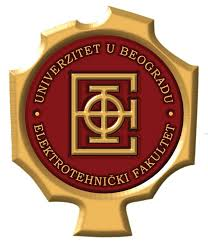 UNIVERZITET U BEOGRADU
ELEKTROTEHNIČKI FAKULTET